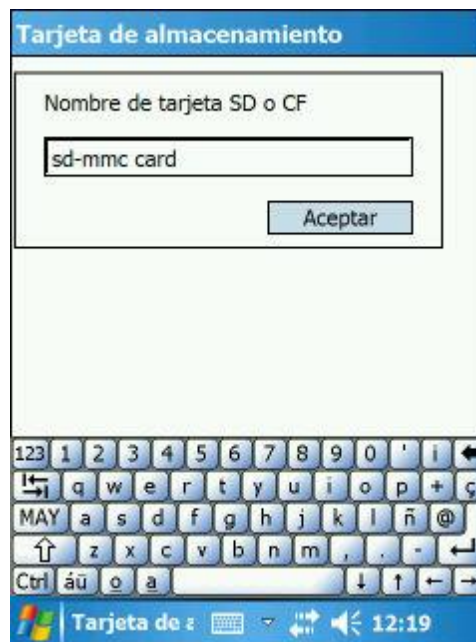 Tarjeta de almacenamiento
Nombre de tarjeta SD o CF
sd-mmc card
Aceptar
123 1 2 3 4 5 6 7 8 9 0 ' ¡
q w e r t y u i o p + ç
MAY a s d f g h j k l ñ @
z x c v b n m , . -
Ctrl áü º ª ↓ ↑ ← →
Tarjeta de a 12:19